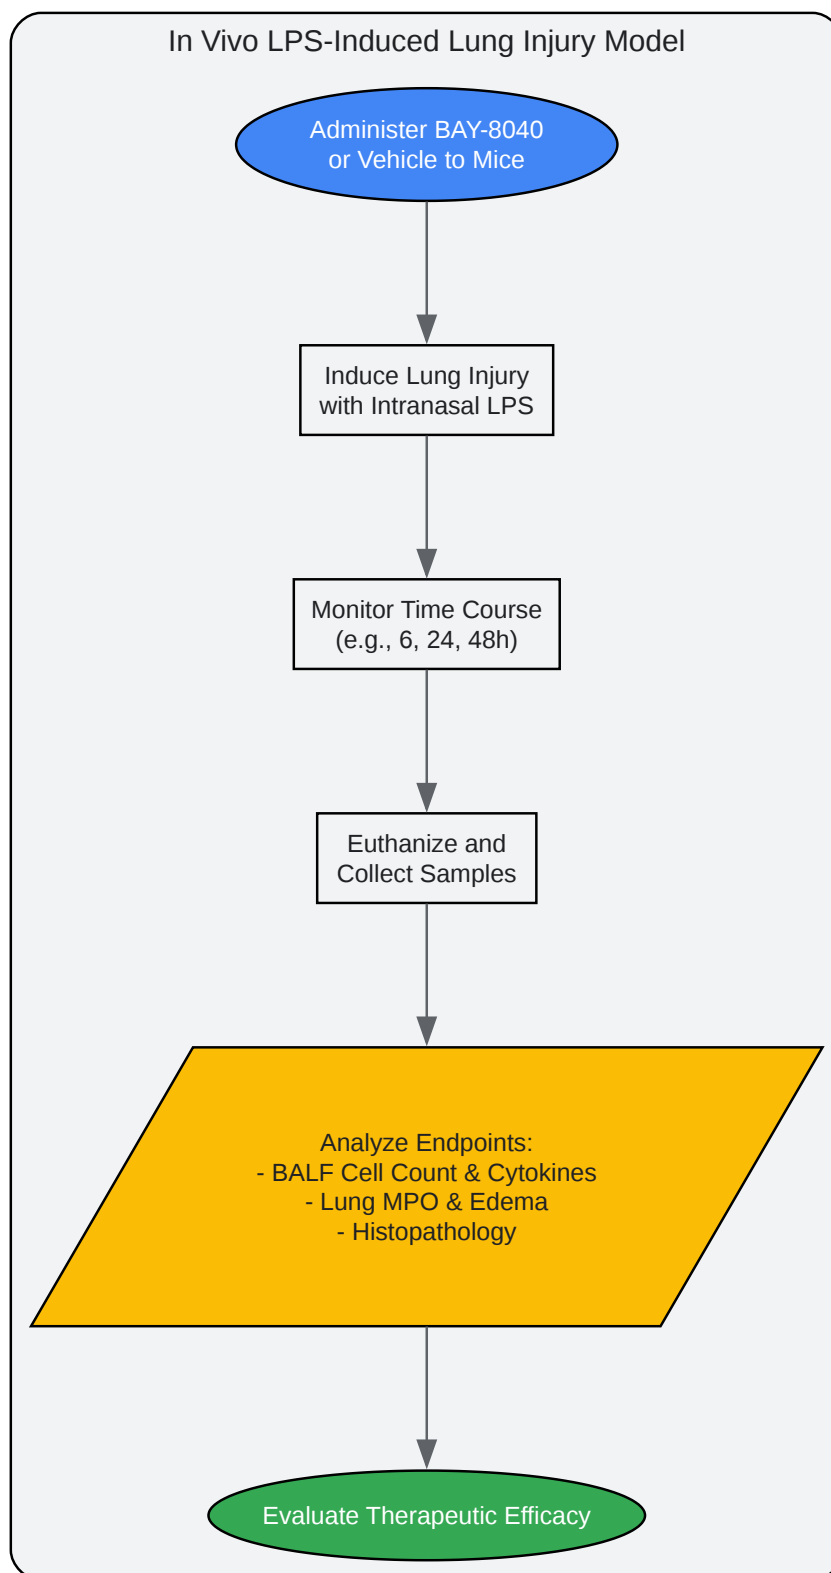 In Vivo LPS-Induced Lung Injury Model
Administer BAY-8040
or Vehicle to Mice
Induce Lung Injury
with Intranasal LPS
Monitor Time Course
(e.g., 6, 24, 48h)
Euthanize and
Collect Samples
Analyze Endpoints:
- BALF Cell Count & Cytokines
- Lung MPO & Edema
- Histopathology
Evaluate Therapeutic Efficacy